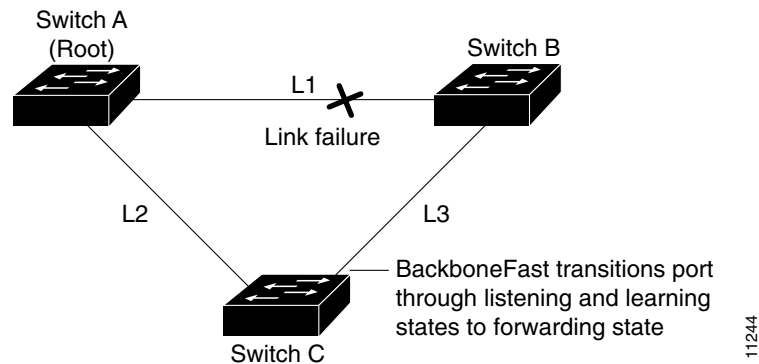 Switch A
(Root)
Switch B
L1
Link failure
L2
L3
BackboneFast transitions port
through listening and learning
states to forwarding state
Switch C
11244